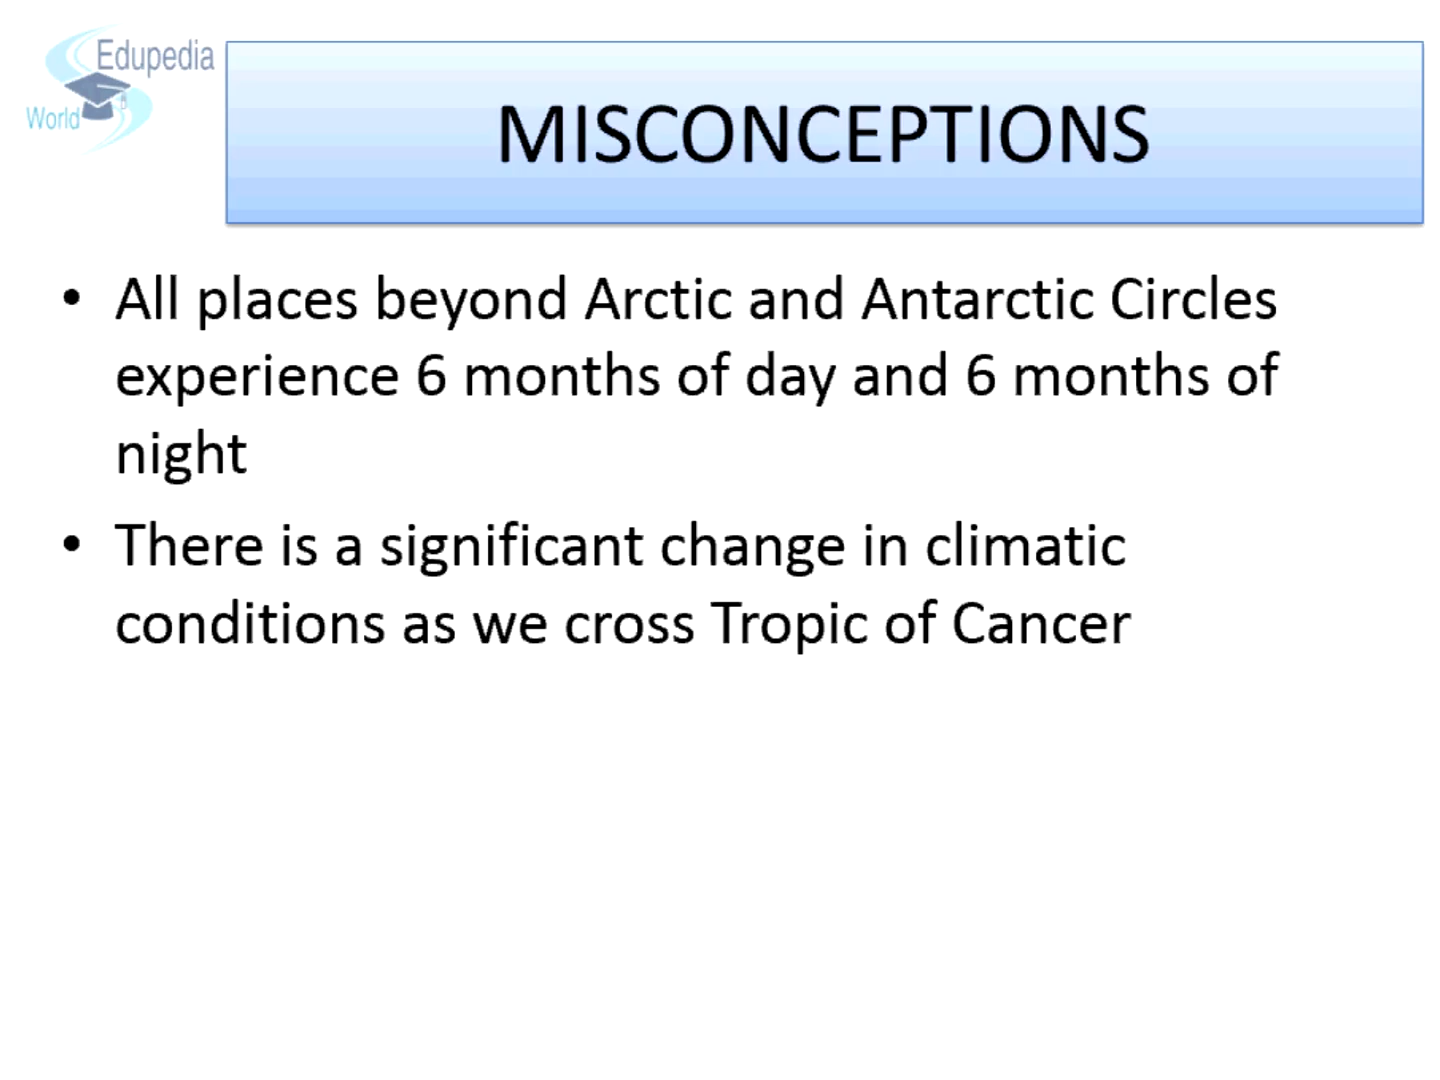 Edupedia
World
MISCONCEPTIONS
• All places beyond Arctic and Antarctic Circles
experience 6 months of day and 6 months of
night
• There is a significant change in climatic
conditions as we cross Tropic of Cancer